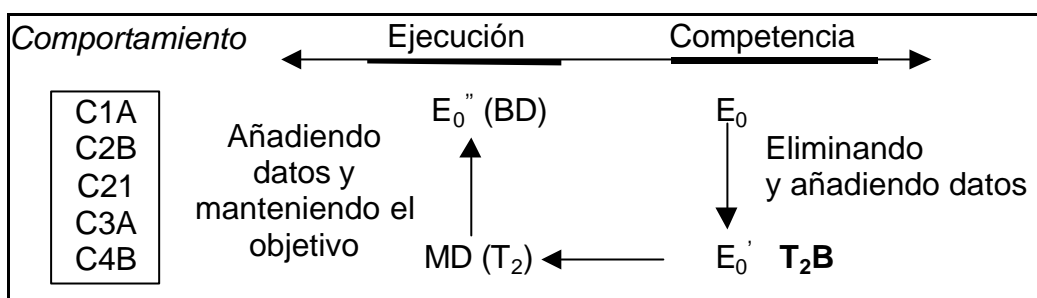 Comportamiento Ejecución Competencia
C1A
C2B
C21
C3A
C4B
Añadiendo
datos y
manteniendo el
objetivo
E₀” (BD)
MD (T₂)
E₀
Eliminando
y añadiendo datos
E₀’ T₂B